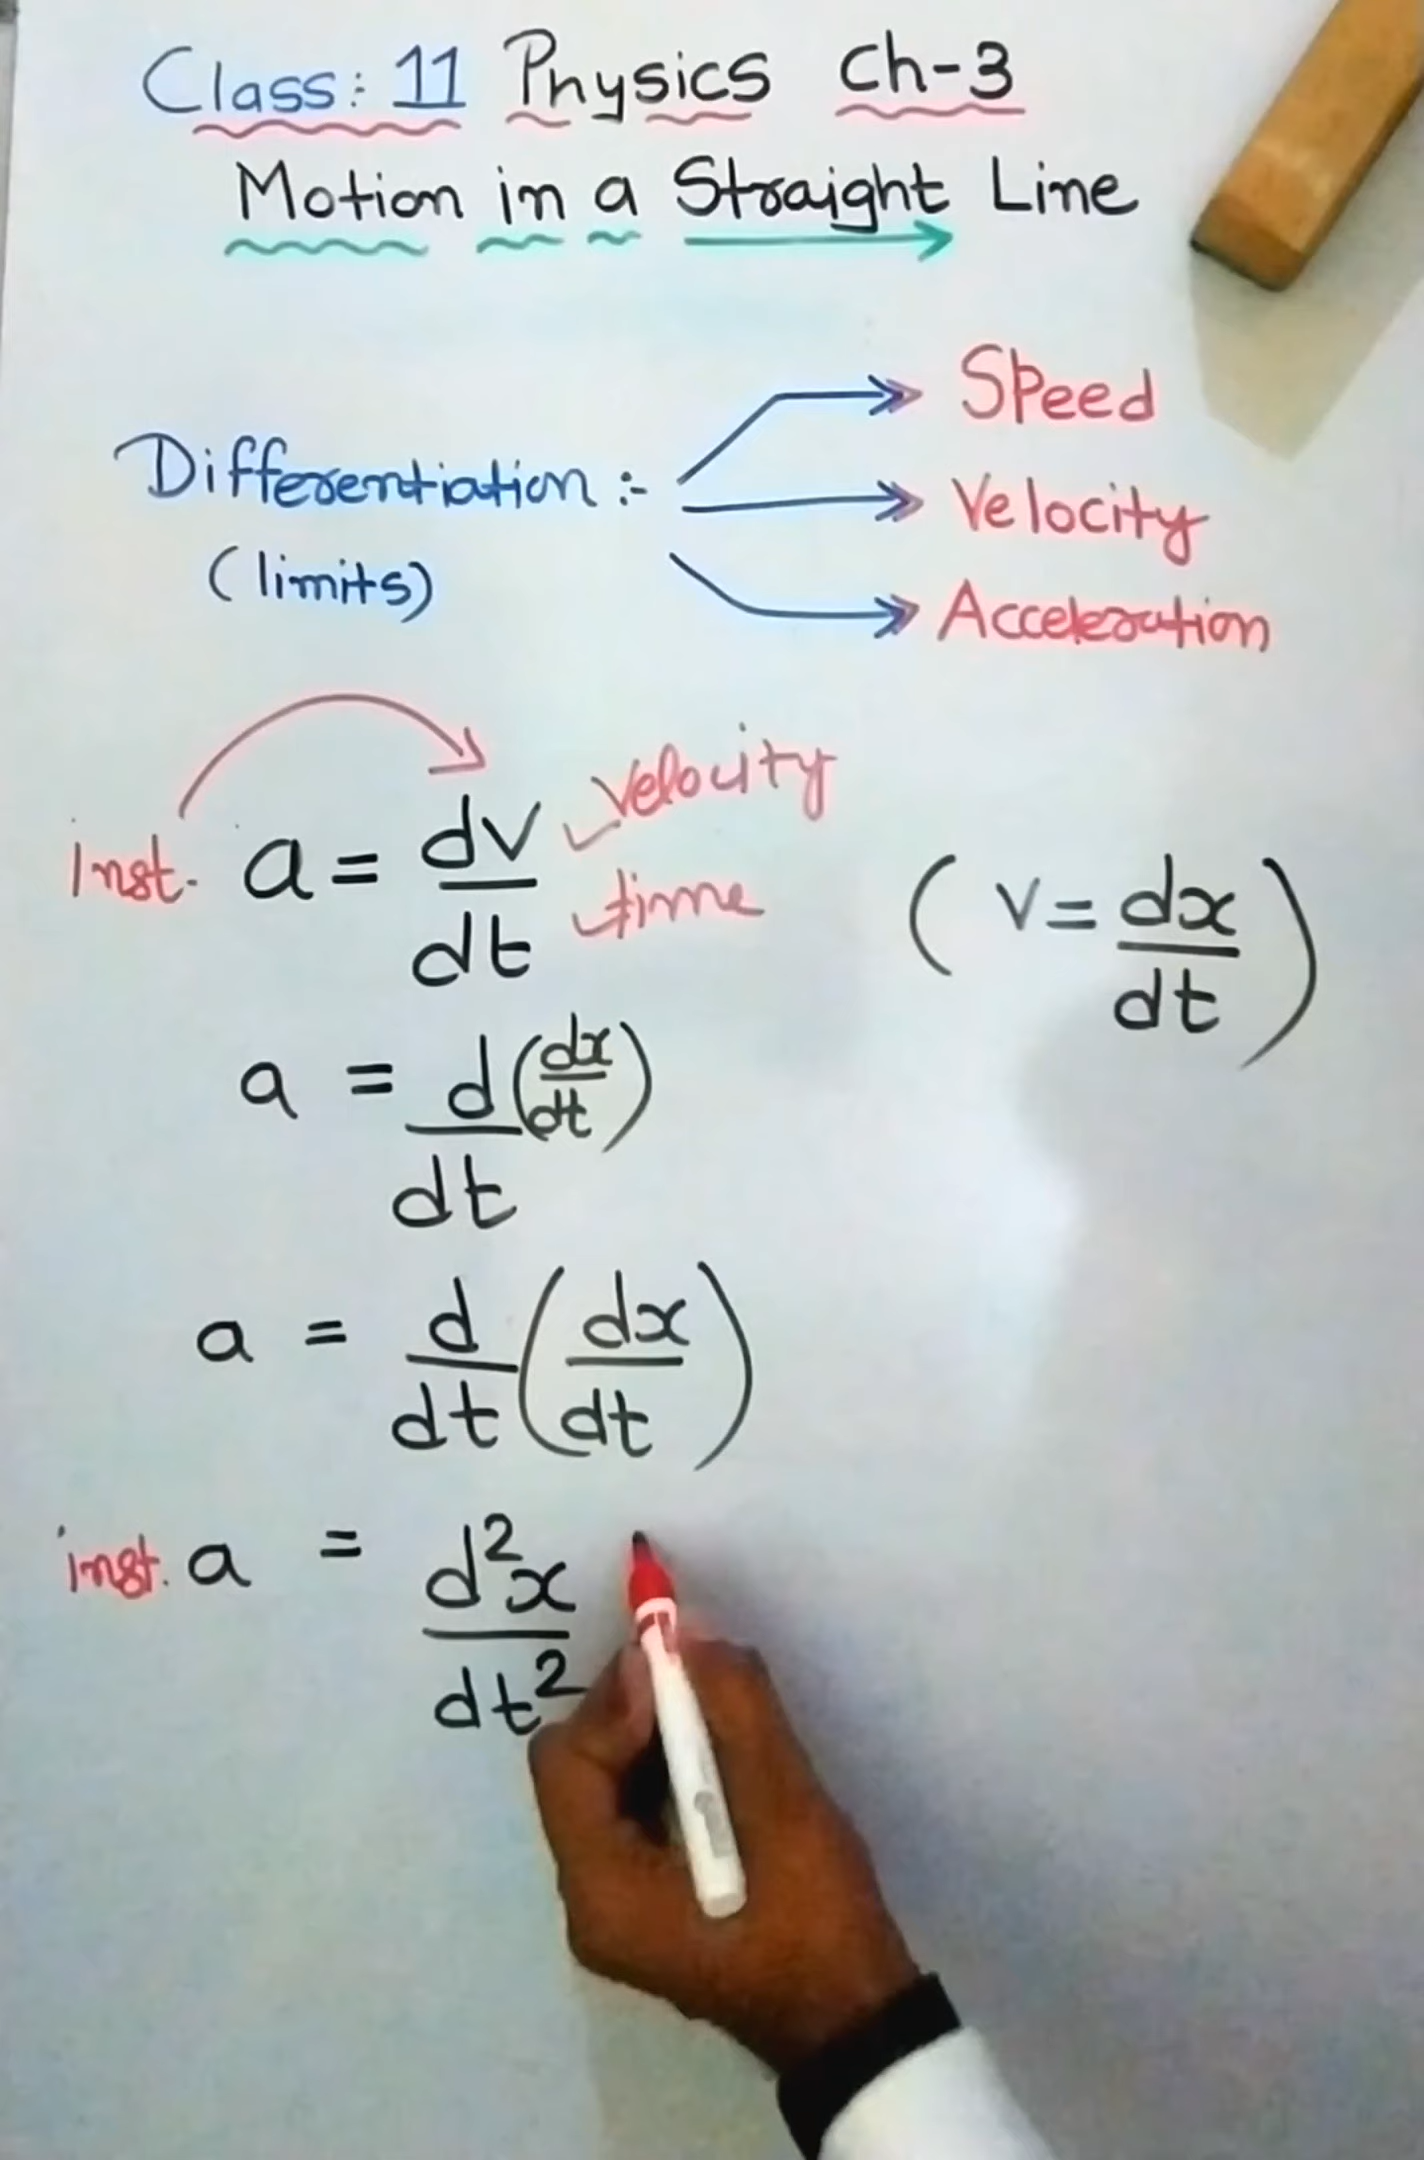 Class:- 11 Physics Ch-3
Motion in a Straight Line
Differentiation :-
(limits)
Speed
Velocity
Acceleration
inst. a = dv/dt
velocity
time
(v = dx/dt)
a = d(dx/dt)/dt
a = d/dt (dx/dt)
inst. a = d²x/dt²